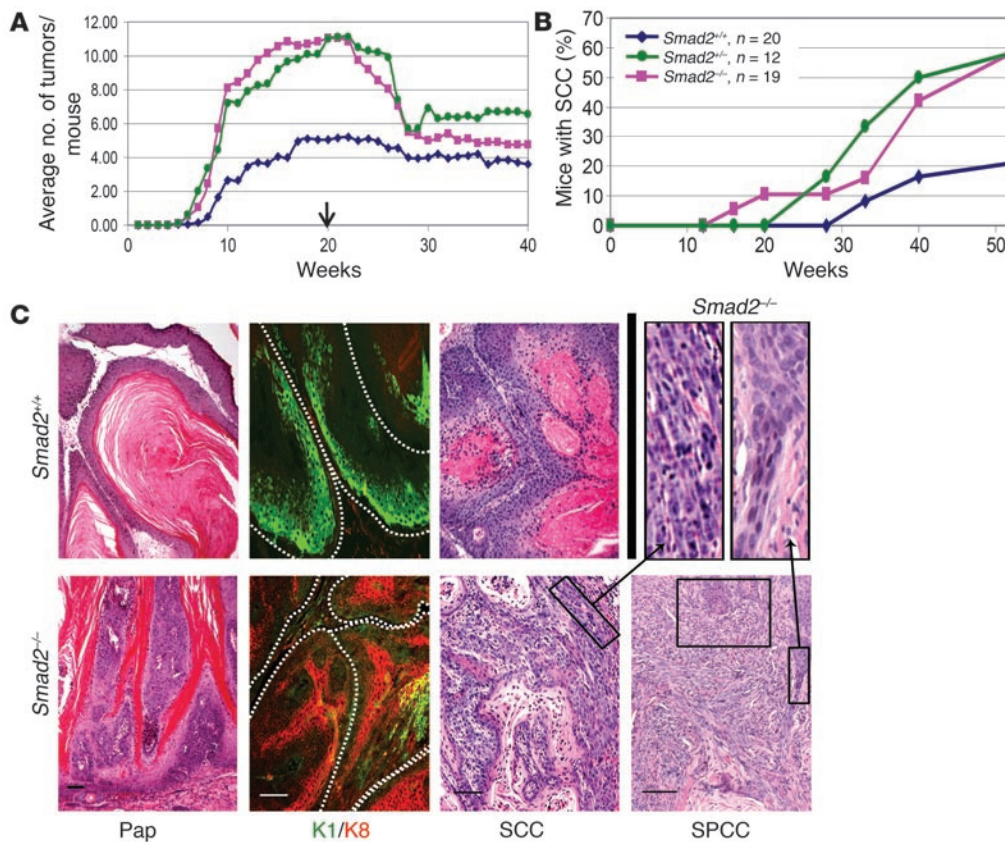 A
Average no. of tumors/
mouse
12.00
10.00
8.00
6.00
4.00
2.00
0.00
0
10
20
30
40
Weeks
B
Mice with SCC (%)
70
60
50
40
30
20
10
0
Smad2+/+, n = 20
Smad2+/–, n = 12
Smad2–/–, n = 19
0
10
20
30
40
50
Weeks
C
Smad2–/–
Smad2+/+
Smad2–/–
Pap
K1/K8
SCC
SPCC